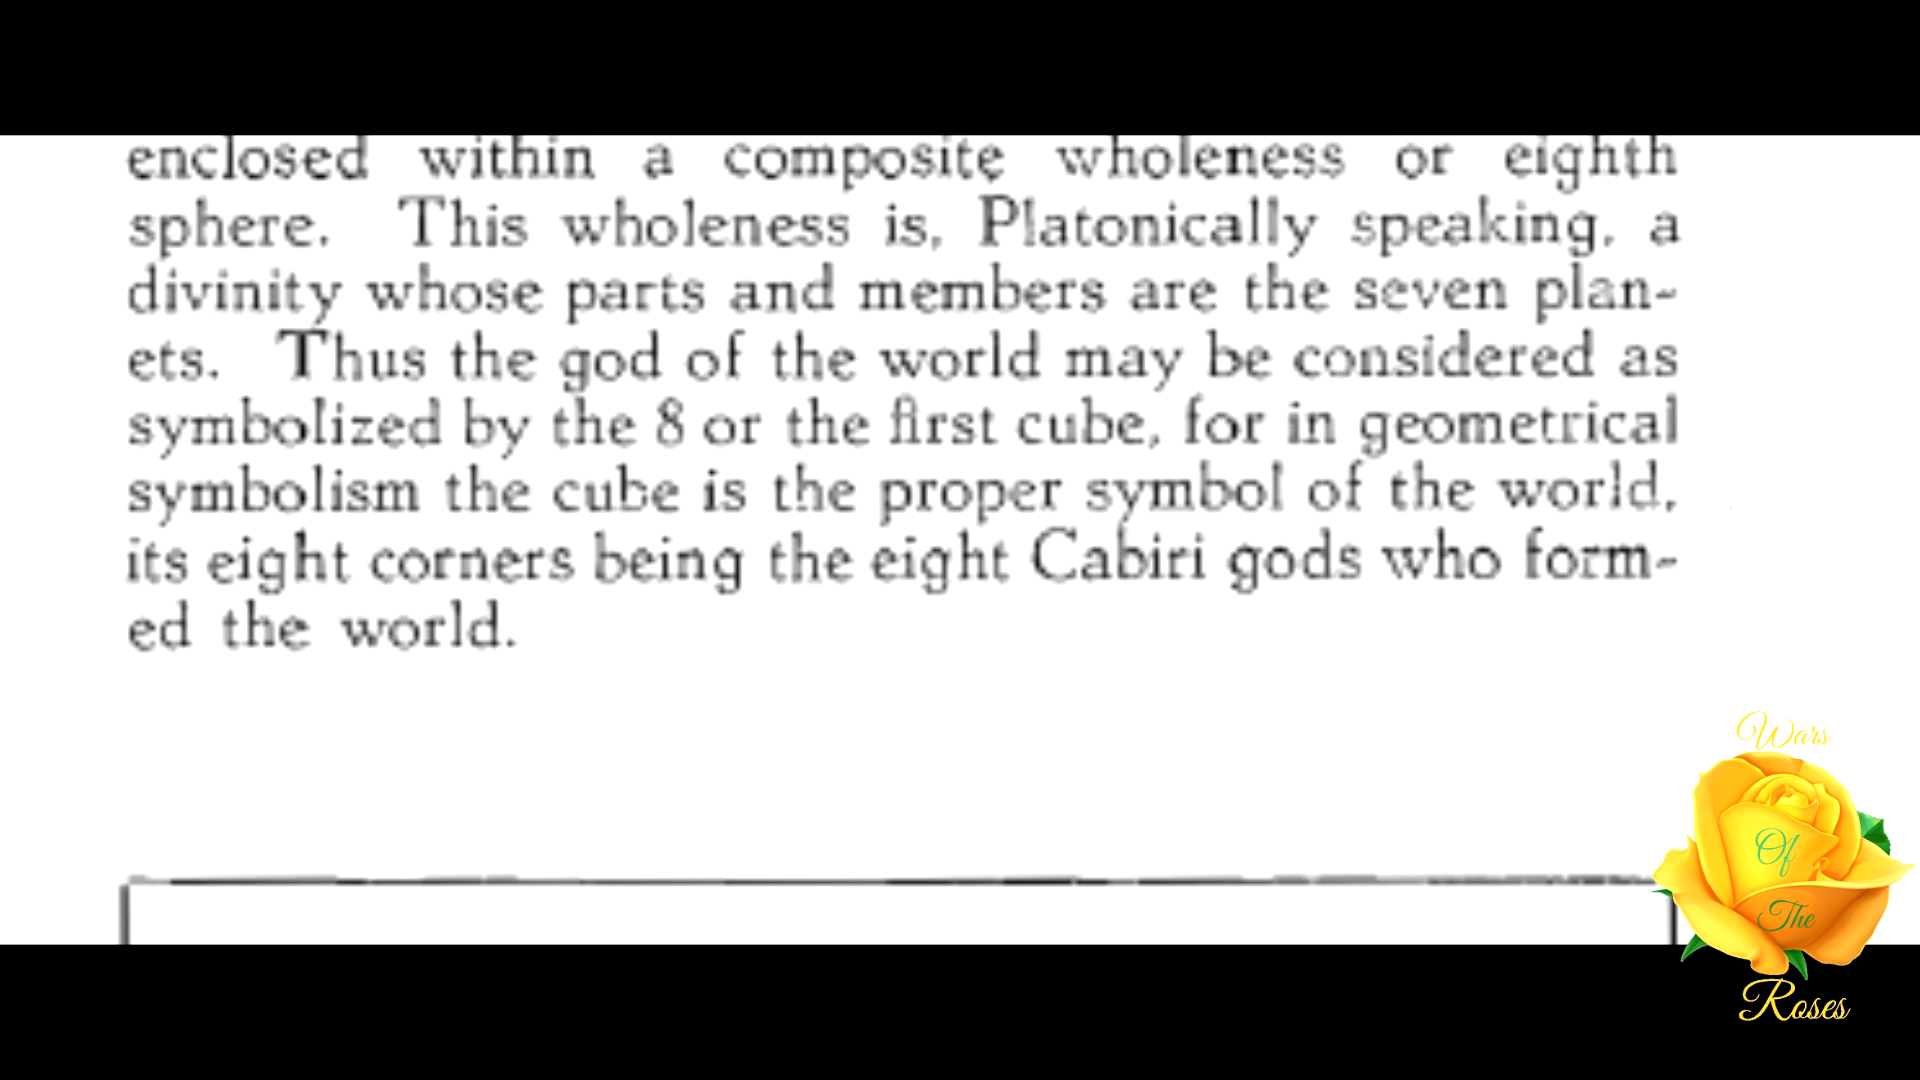 enclosed within a composite wholeness or eighth
sphere. This wholeness is, Platonically speaking, a
divinity whose parts and members are the seven plan-
ets. Thus the god of the world may be considered as
symbolized by the 8 or the first cube, for in geometrical
symbolism the cube is the proper symbol of the world,
its eight corners being the eight Cabiri gods who form-
ed the world.
Wars
Of
The
Roses